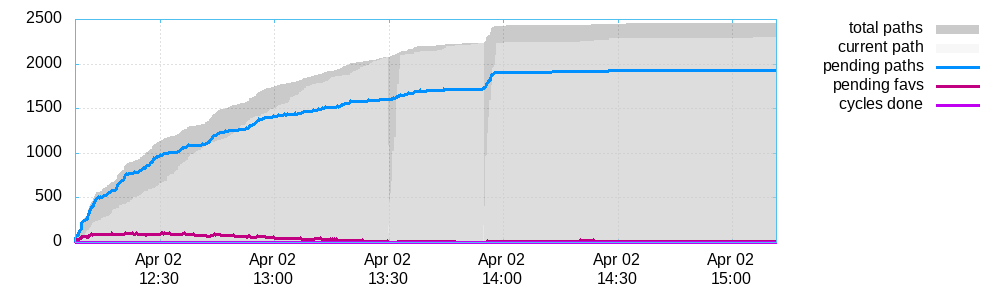 2500
2000
1500
1000
500
0
Apr 02
12:30
Apr 02
13:00
Apr 02
13:30
Apr 02
14:00
Apr 02
14:30
Apr 02
15:00
total paths
current path
pending paths
pending favs
cycles done